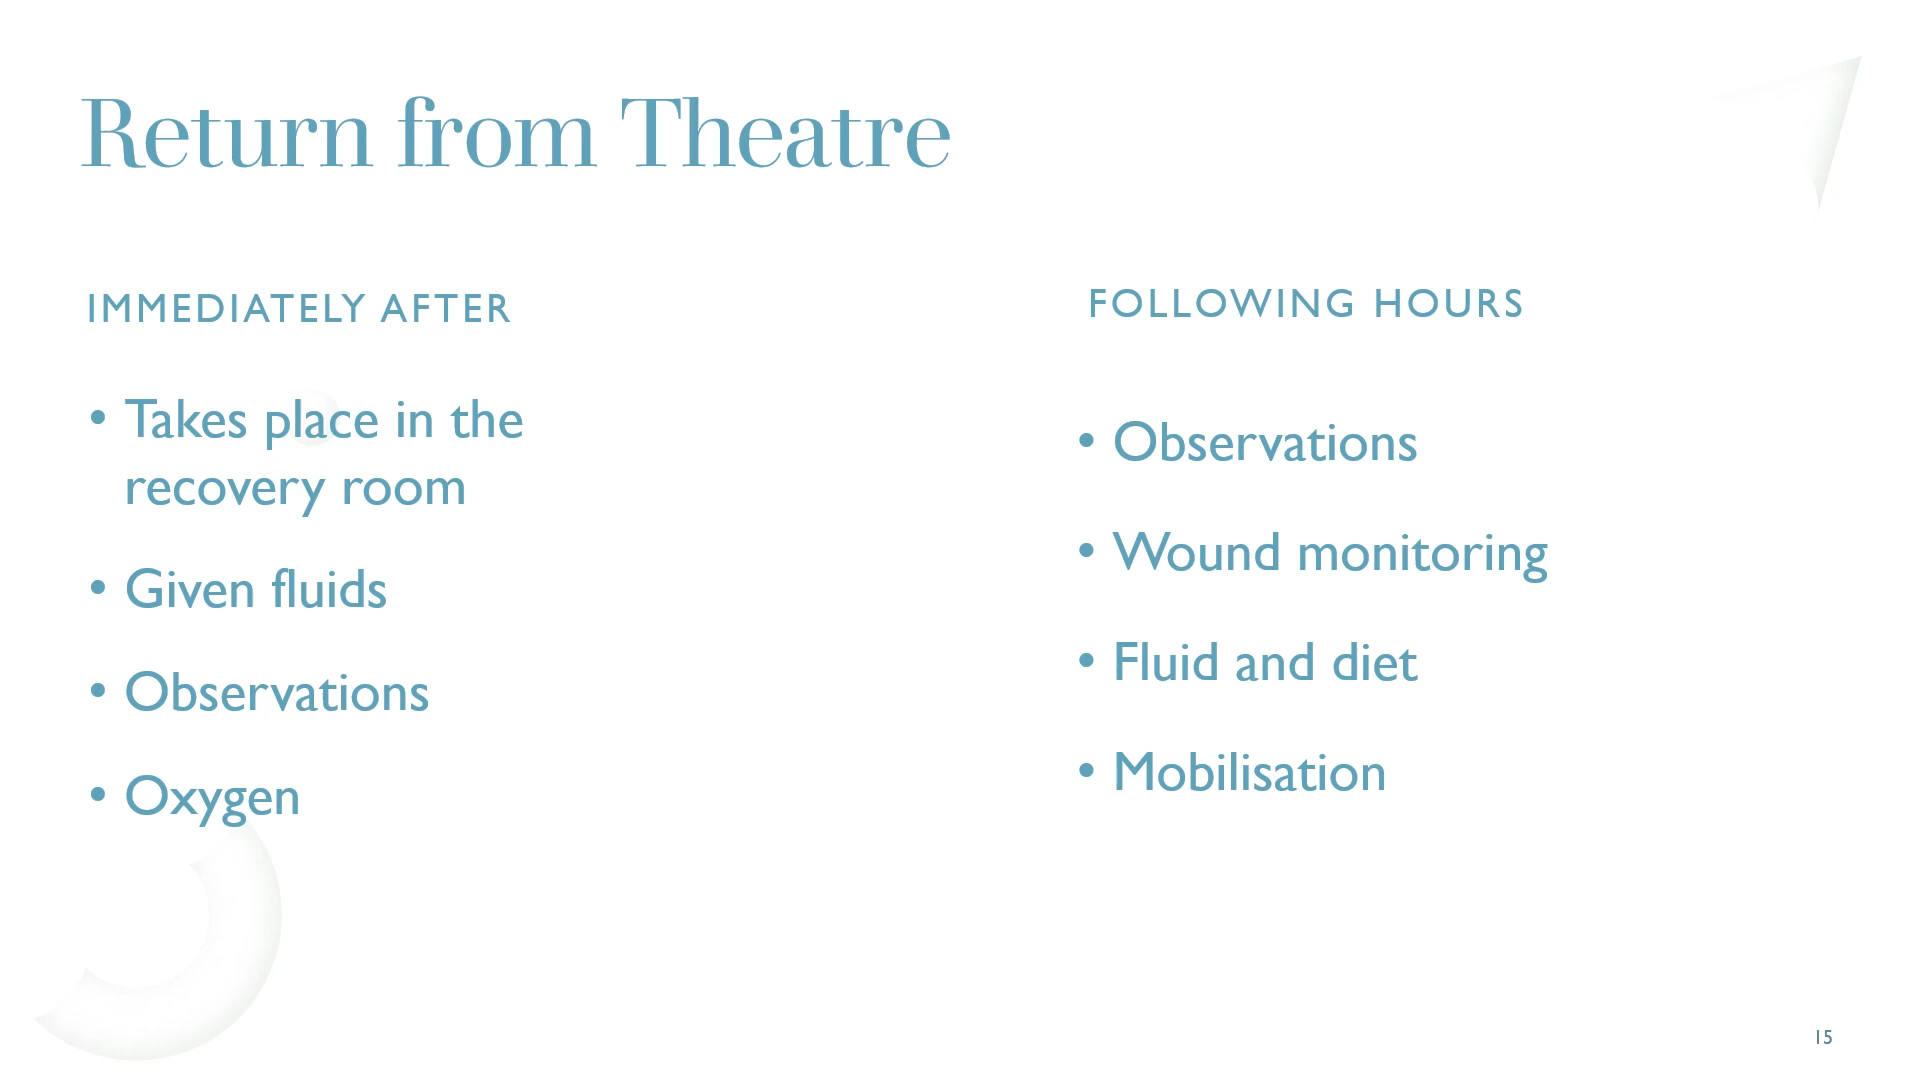 Return from Theatre
IMMEDIATELY AFTER
• Takes place in the
recovery room
• Given fluids
• Observations
• Oxygen
FOLLOWING HOURS
• Observations
• Wound monitoring
• Fluid and diet
• Mobilisation
15